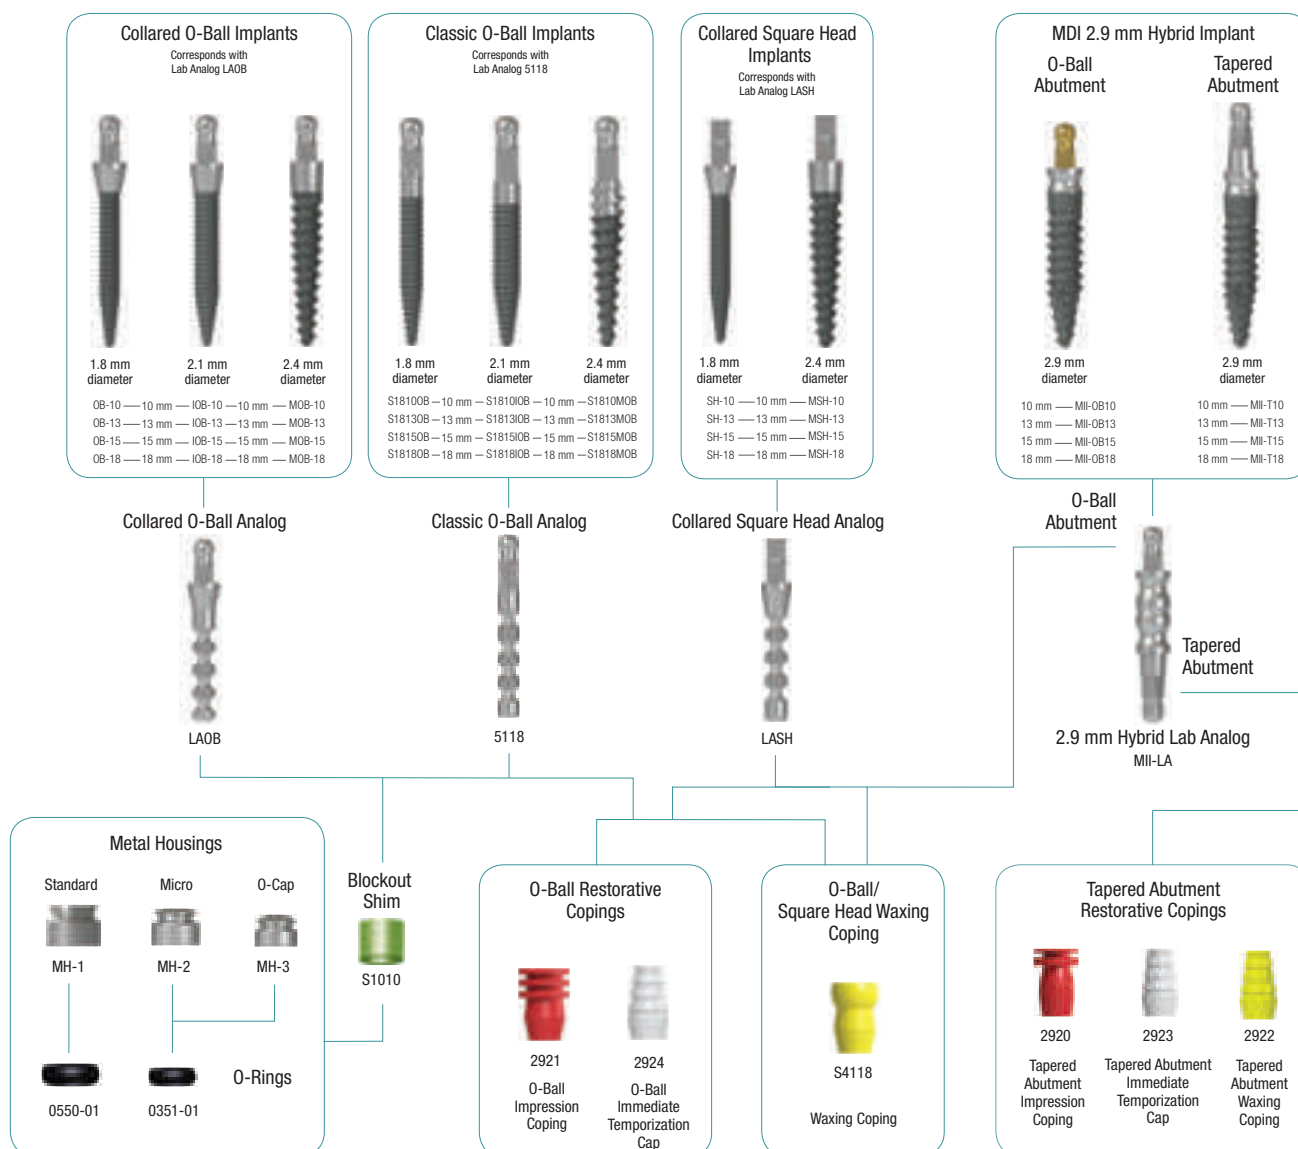 Collared O-Ball Implants
Corresponds with
Lab Analog LAOB
1.8 mm
diameter
2.1 mm
diameter
2.4 mm
diameter
OB-10 — 10 mm — IOB-10 — 10 mm — MOB-10
OB-13 — 13 mm — IOB-13 — 13 mm — MOB-13
OB-15 — 15 mm — IOB-15 — 15 mm — MOB-15
OB-18 — 18 mm — IOB-18 — 18 mm — MOB-18
Classic O-Ball Implants
Corresponds with
Lab Analog 5118
1.8 mm
diameter
2.1 mm
diameter
2.4 mm
diameter
S1810OB — 10 mm — S1810IOB — 10 mm — S1810MOB
S1813OB — 13 mm — S1813IOB — 13 mm — S1813MOB
S1815OB — 15 mm — S1815IOB — 15 mm — S1815MOB
S1818OB — 18 mm — S1818IOB — 18 mm — S1818MOB
Collared Square Head
Implants
Corresponds with
Lab Analog LASH
1.8 mm
diameter
2.4 mm
diameter
SH-10 — 10 mm — MSH-10
SH-13 — 13 mm — MSH-13
SH-15 — 15 mm — MSH-15
SH-18 — 18 mm — MSH-18
MDI 2.9 mm Hybrid Implant
O-Ball
Abutment
Tapered
Abutment
2.9 mm
diameter
2.9 mm
diameter
10 mm — MII-OB10
13 mm — MII-OB13
15 mm — MII-OB15
18 mm — MII-OB18
10 mm — MII-T10
13 mm — MII-T13
15 mm — MII-T15
18 mm — MII-T18
Collared O-Ball Analog
LAOB
Classic O-Ball Analog
5118
Collared Square Head Analog
LASH
O-Ball
Abutment
Tapered
Abutment
2.9 mm Hybrid Lab Analog
MII-LA
Metal Housings
Standard
Micro
O-Cap
MH-1
MH-2
MH-3
O-Rings
0550-01
0351-01
Blockout
Shim
S1010
O-Ball Restorative
Copings
2921
O-Ball
Impression
Coping
2924
O-Ball
Immediate
Temporization
Cap
O-Ball/
Square Head Waxing
Coping
S4118
Waxing Coping
Tapered Abutment
Restorative Copings
2920
Tapered
Abutment
Impression
Coping
2923
Tapered Abutment
Immediate
Temporization
Cap
2922
Tapered
Abutment
Waxing
Coping